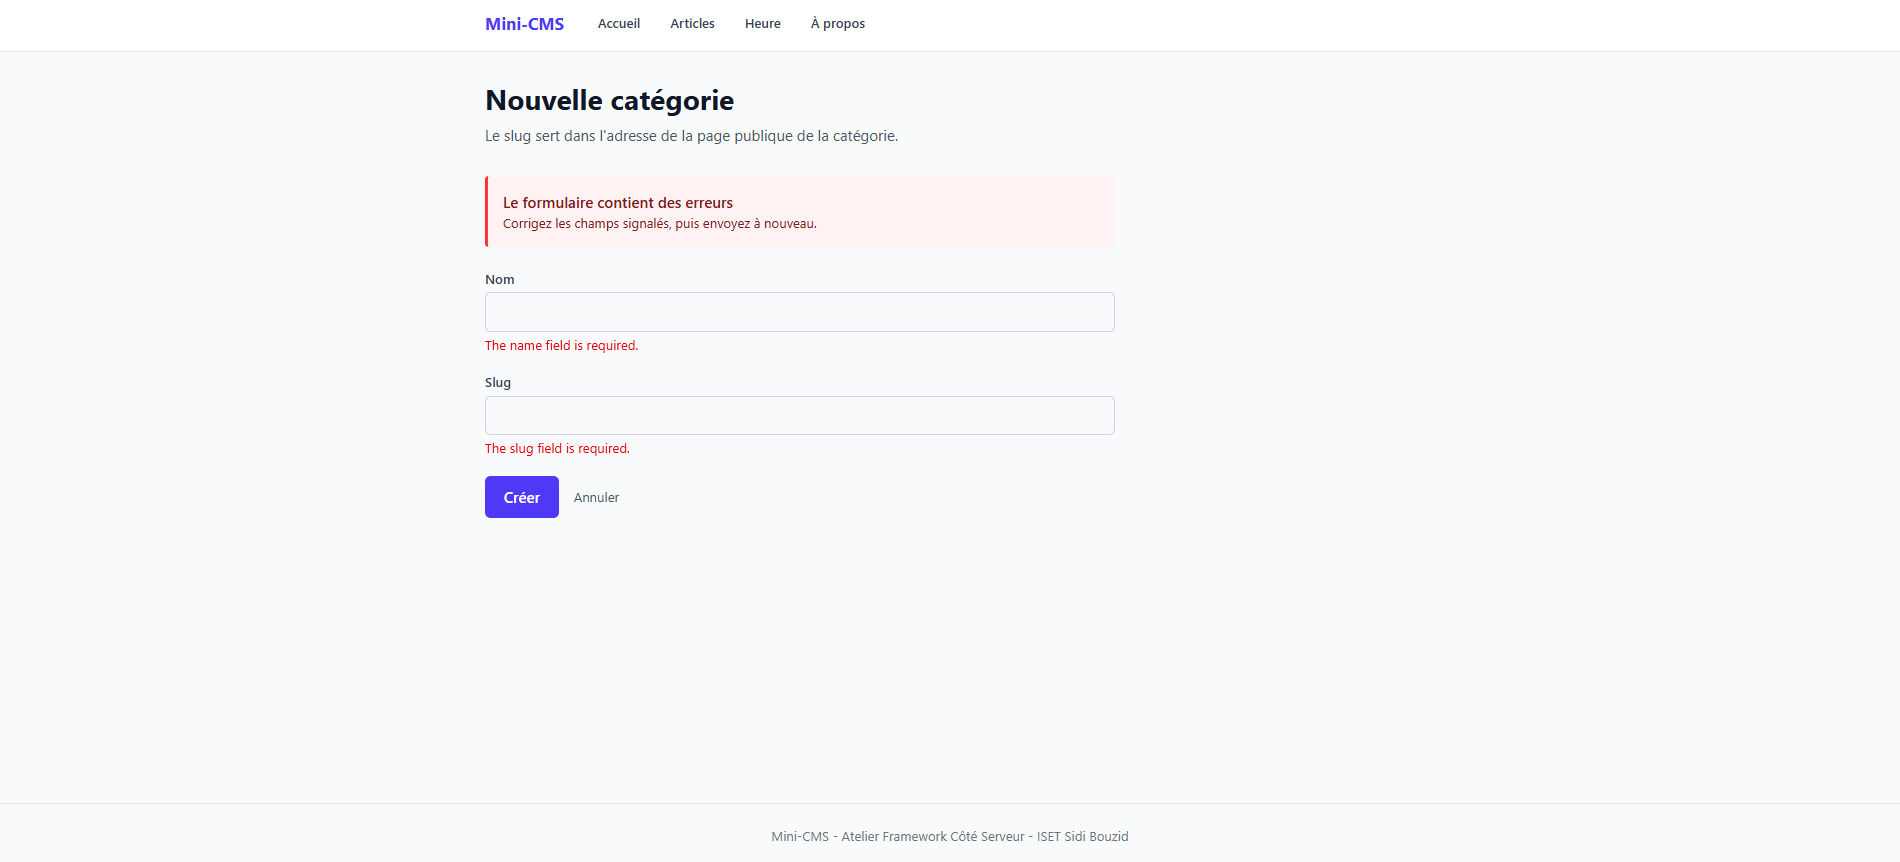 Mini-CMS Accueil Articles Heure À propos
Nouvelle catégorie
Le slug sert dans l'adresse de la page publique de la catégorie.
Le formulaire contient des erreurs
Corrigez les champs signalés, puis envoyez à nouveau.
Nom
The name field is required.
Slug
The slug field is required.
Créer Annuler
Mini-CMS - Atelier Framework Côté Serveur - ISET Sidi Bouzid